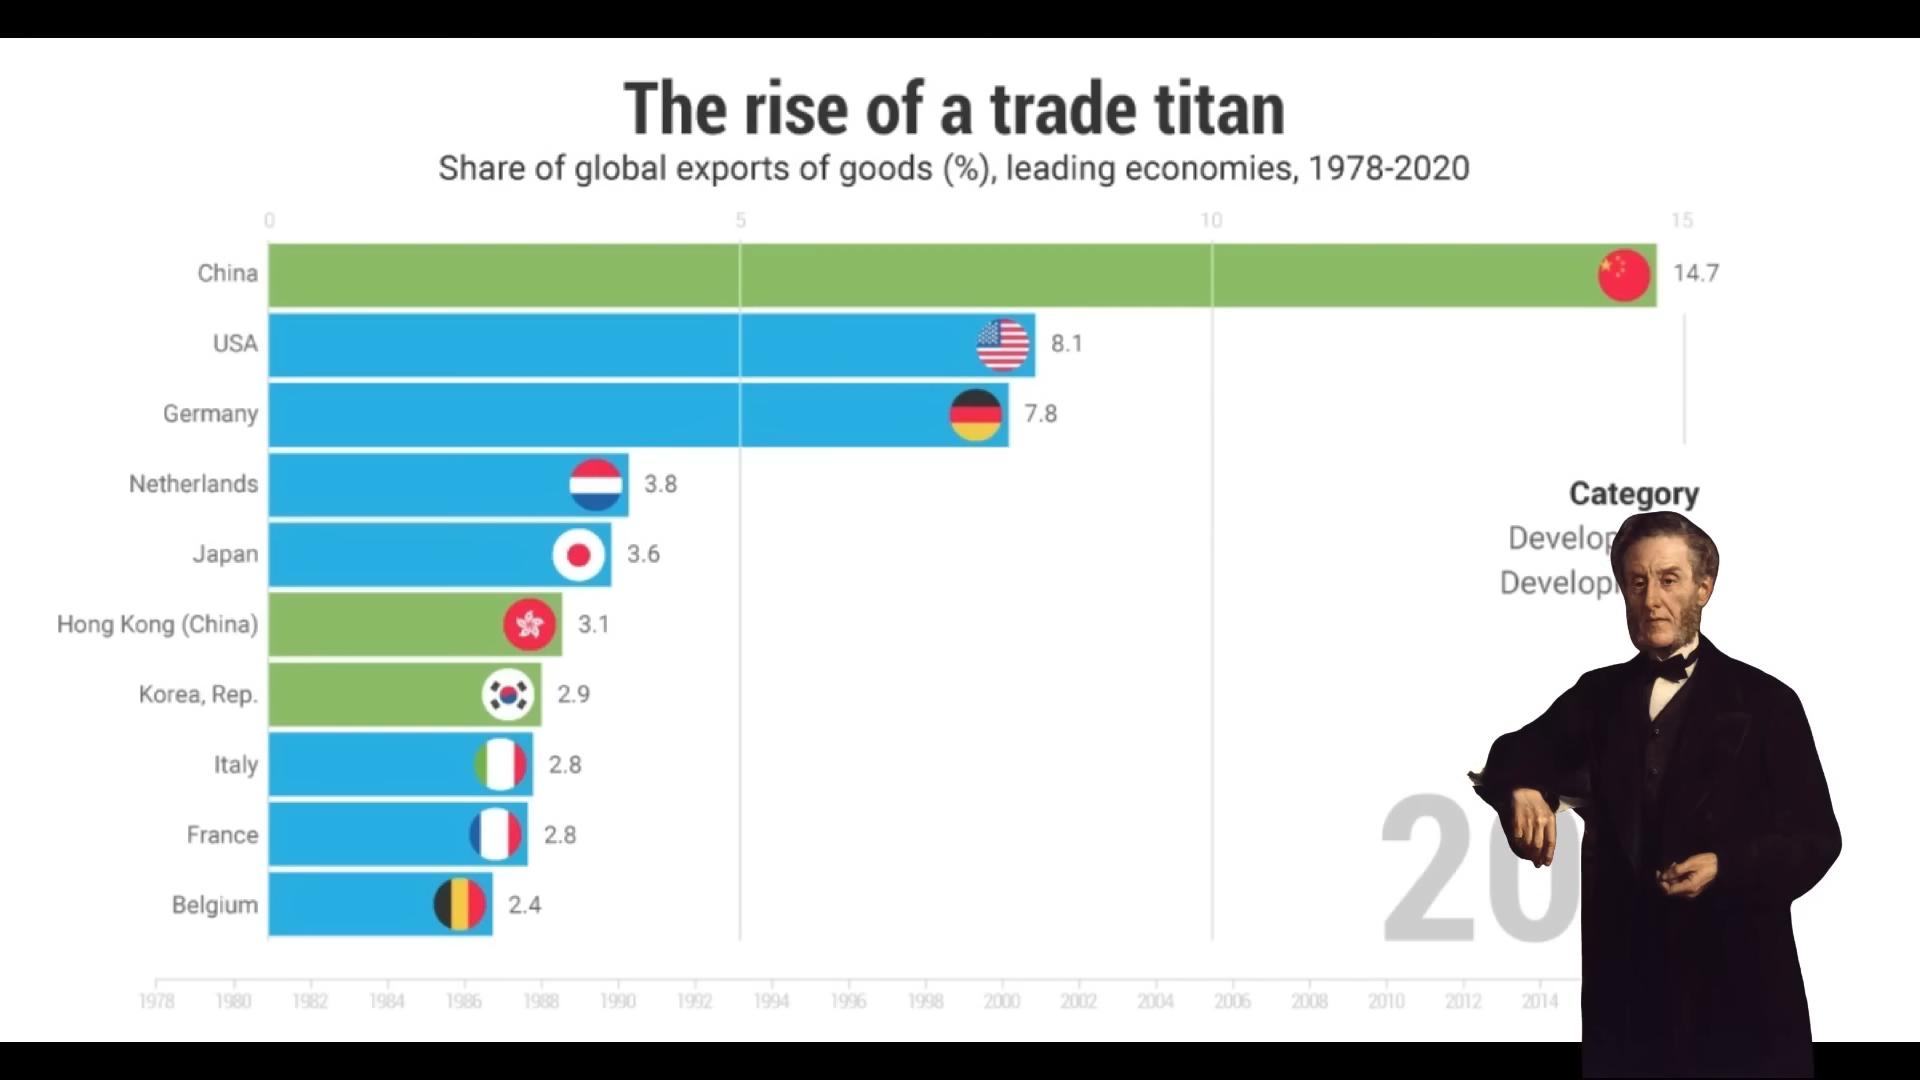 The rise of a trade titan
Share of global exports of goods (%), leading economies, 1978-2020
0 5 10 15
China 14.7
USA 8.1
Germany 7.8
Netherlands 3.8
Category
Japan 3.6
Hong Kong (China) 3.1
Korea, Rep. 2.9
Italy 2.8
France 2.8
Belgium 2.4
20
1978 1980 1982 1984 1986 1988 1990 1992 1994 1996 1998 2000 2002 2004 2006 2008 2010 2012 2014